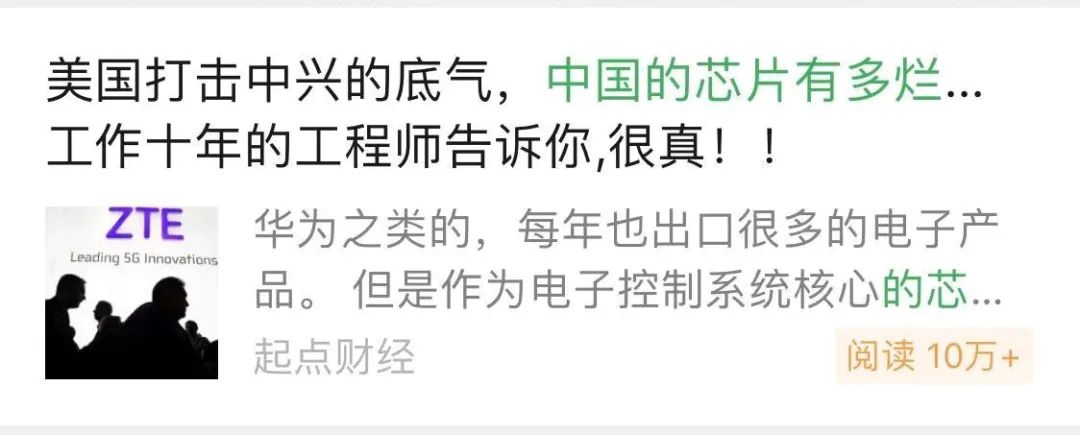 美国打击中兴的底气，中国的芯片有多烂...
工作十年的工程师告诉你,很真！！
ZTE
Leading 5G Innovations
华为之类的，每年也出口很多的电子产
品。 但是作为电子控制系统核心的芯...
起点财经
阅读 10万+